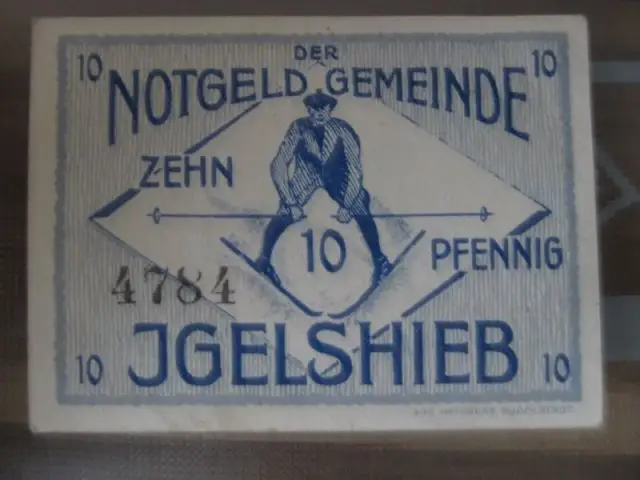 10 DER 10
NOTGELD GEMEINDE
ZEHN
10 PFENNIG
4784
JGELSHIEB
10 10